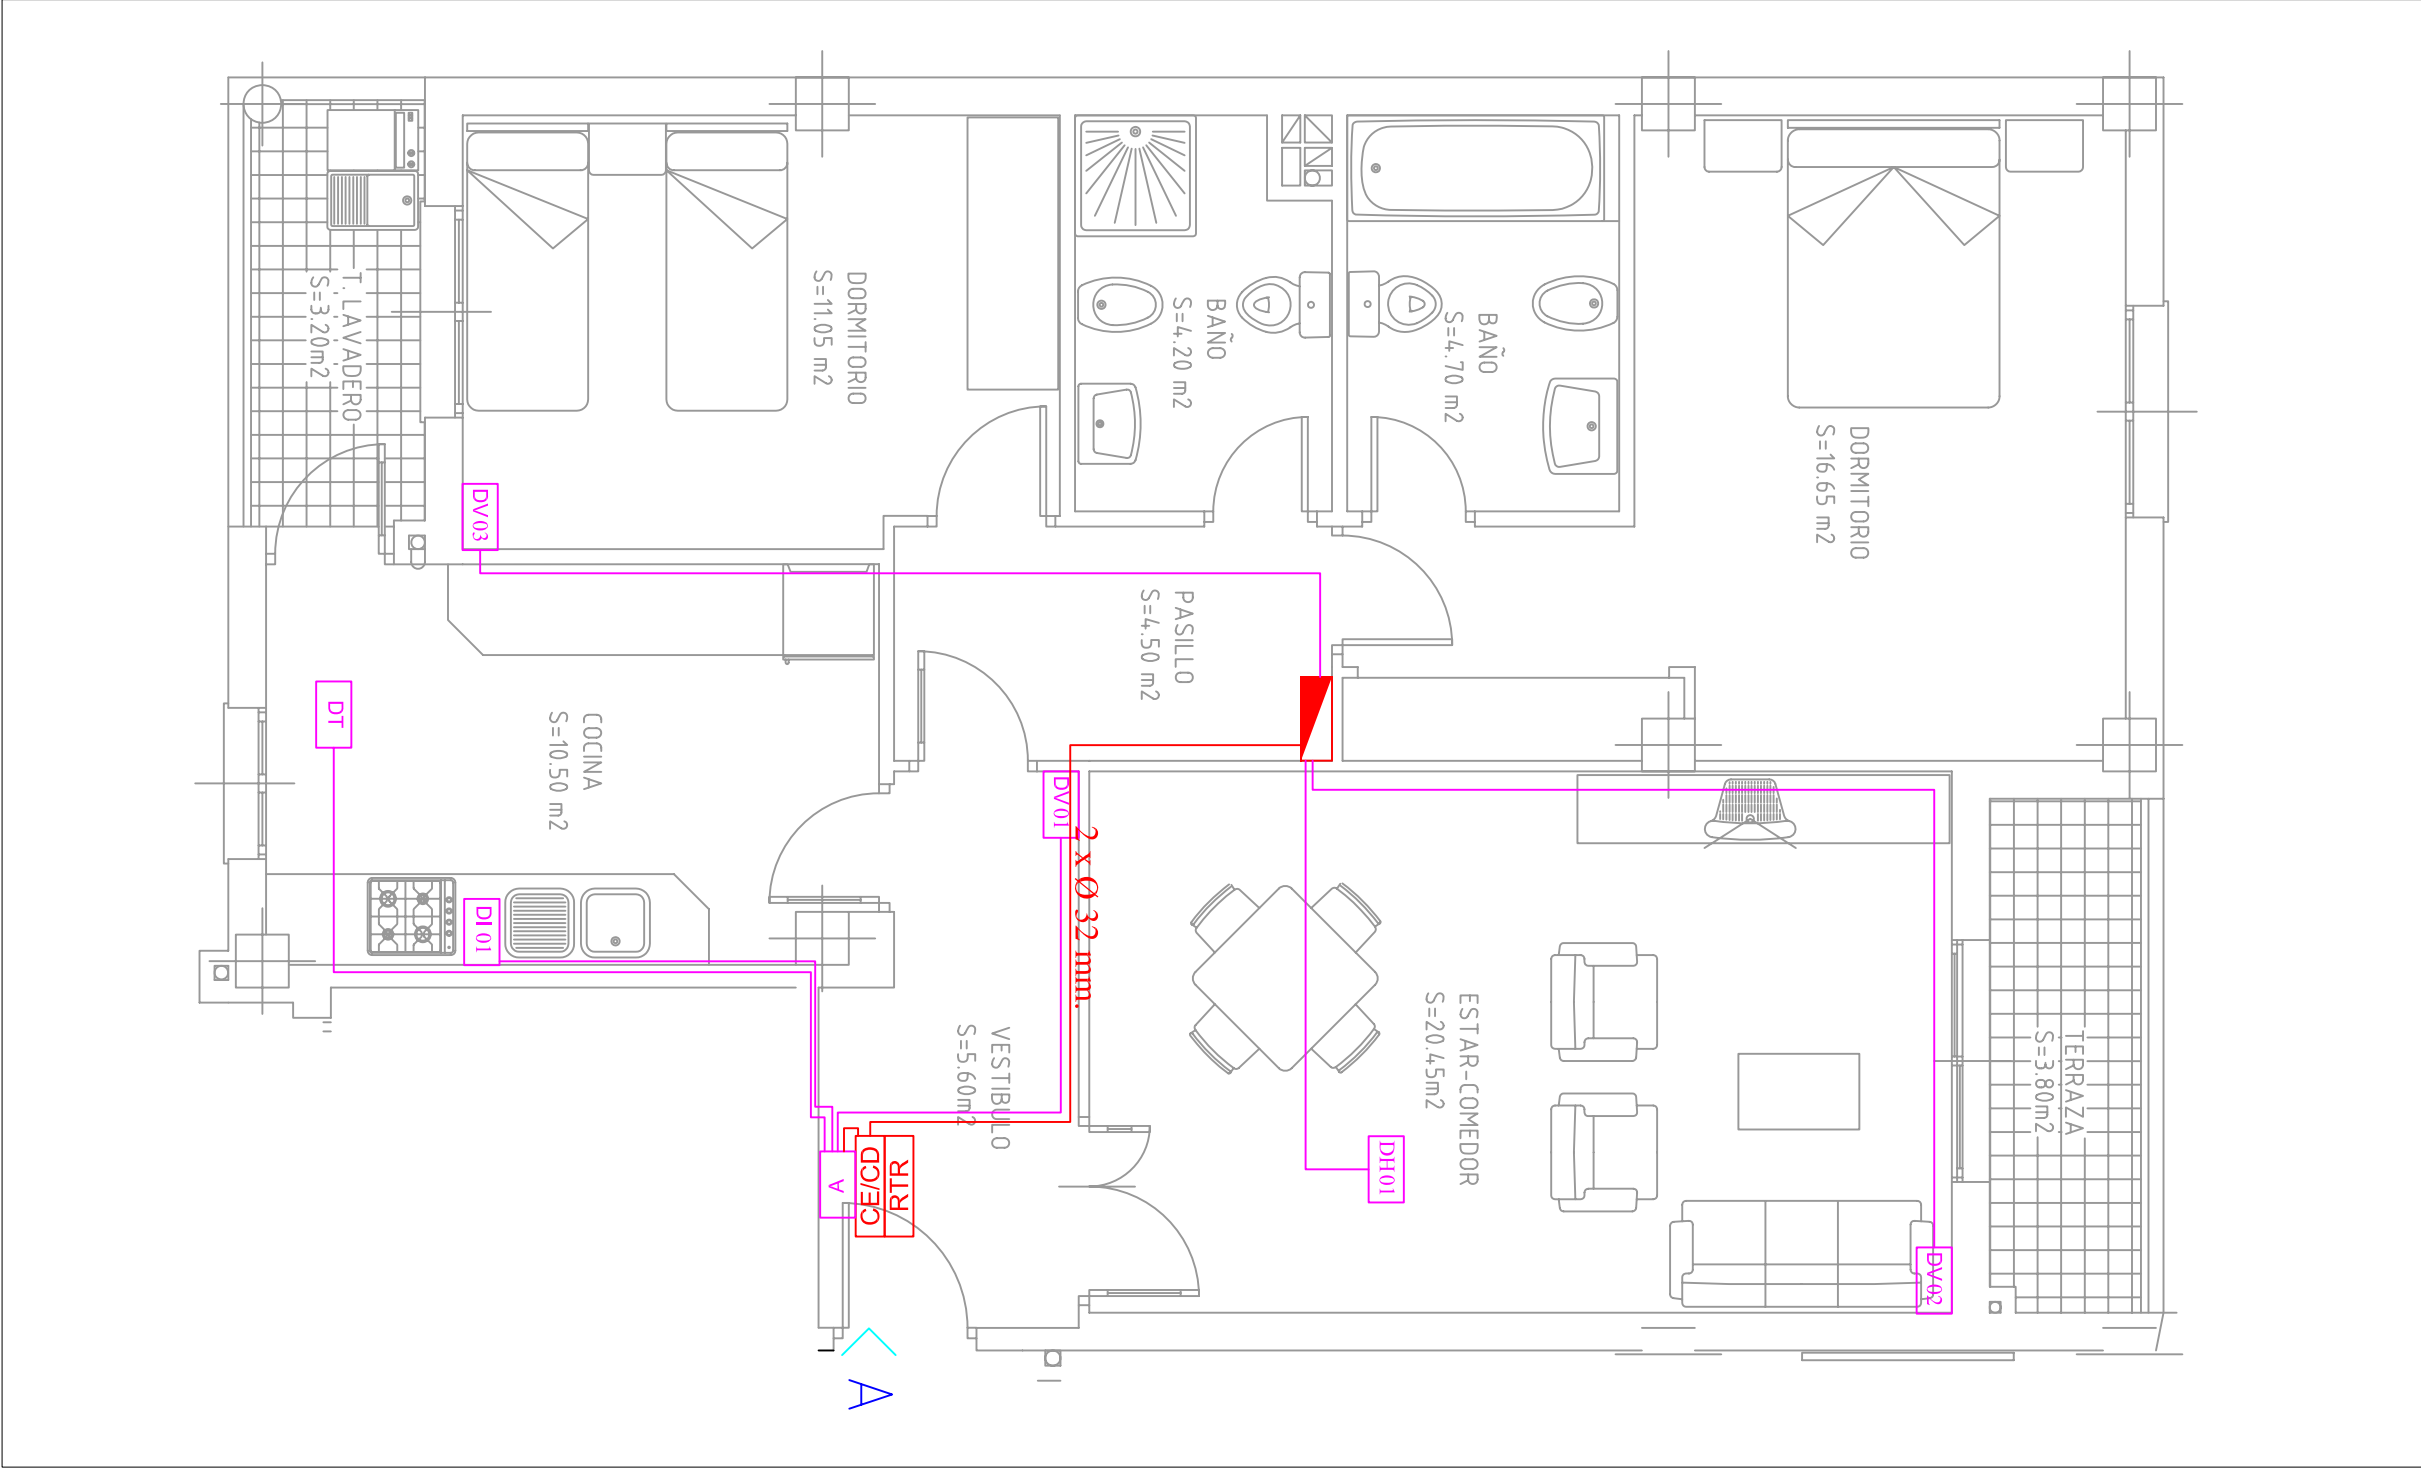 T. LAVADERO
S=3.20m2
DORMITORIO
S=11.05 m2
BAÑO
S=4.20 m2
BAÑO
S=4.70 m2
DORMITORIO
S=16.65 m2
DV03
PASILLO
S=4.50 m2
DT
COCINA
S=10.50 m2
DV01
2 x Ø 32 mm.
DI 01
VESTIBULO
S=5.60m2
ESTAR-COMEDOR
S=20.45m2
TERRAZA
S=3.80m2
DH01
A
CE/CD
RTR
DV02
A